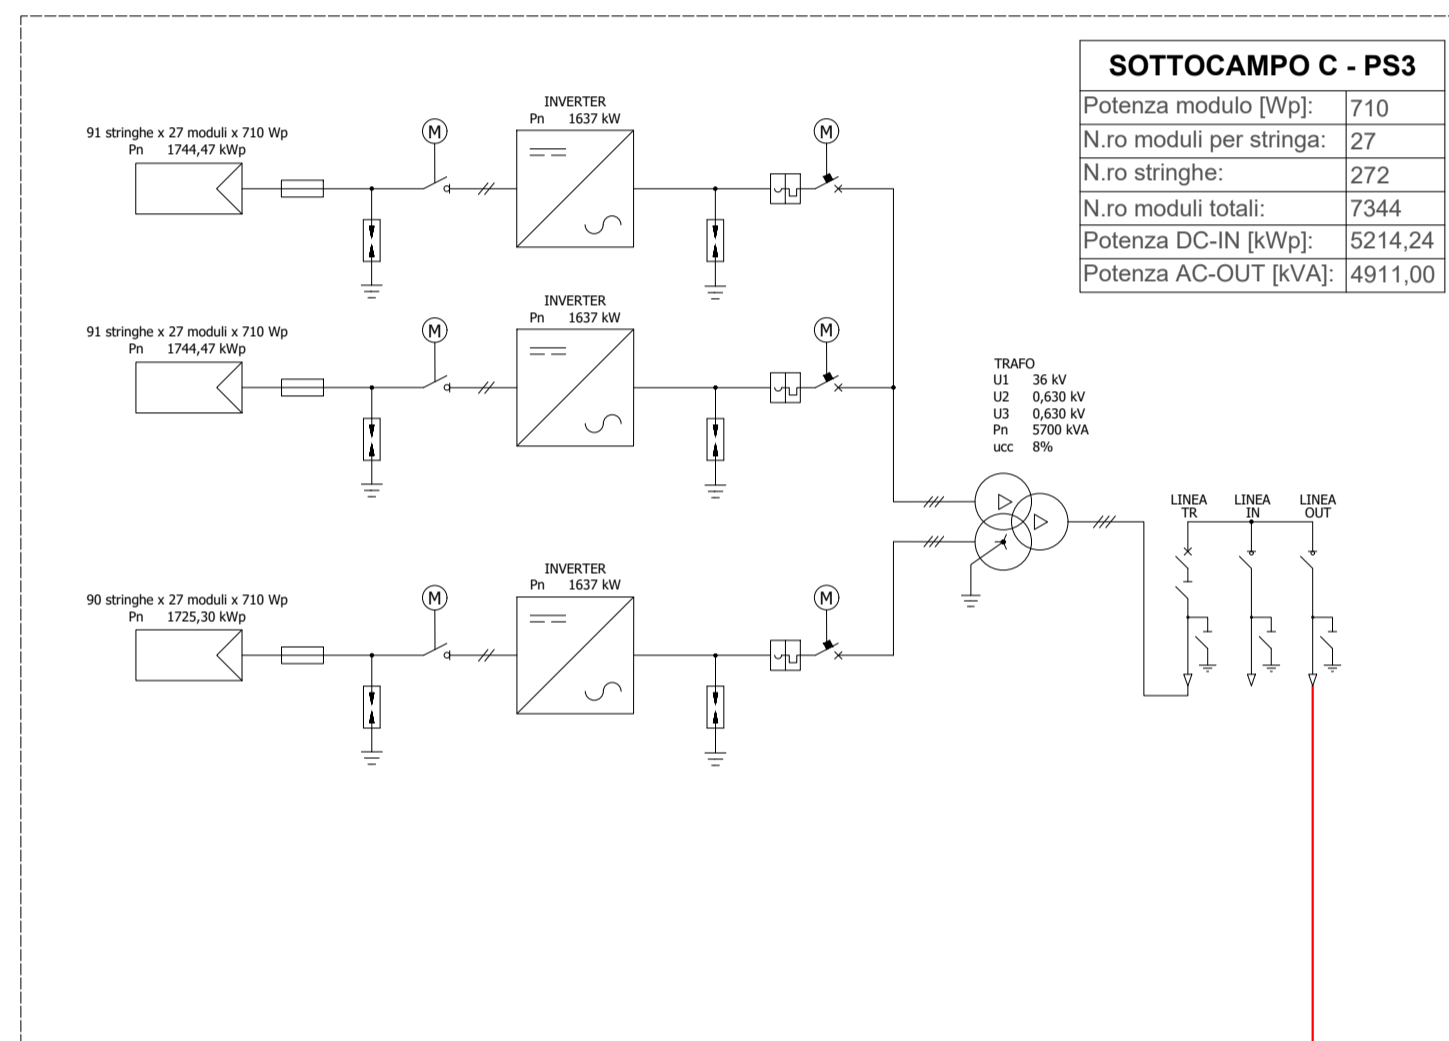 SOTTOCAMPO C - PS3
Potenza modulo [Wp]: 710
N.ro moduli per stringa: 27
N.ro stringhe: 272
N.ro moduli totali: 7344
Potenza DC-IN [kWp]: 5214,24
Potenza AC-OUT [kVA]: 4911,00
91 stringhe x 27 moduli x 710 Wp
Pn 1744,47 kWp
M
INVERTER
Pn 1637 kW
M
91 stringhe x 27 moduli x 710 Wp
Pn 1744,47 kWp
M
INVERTER
Pn 1637 kW
M
TRAFO
U1 36 kV
U2 0,630 kV
U3 0,630 kV
Pn 5700 kVA
ucc 8%
LINEA
TR
LINEA
IN
LINEA
OUT
90 stringhe x 27 moduli x 710 Wp
Pn 1725,30 kWp
M
INVERTER
Pn 1637 kW
M